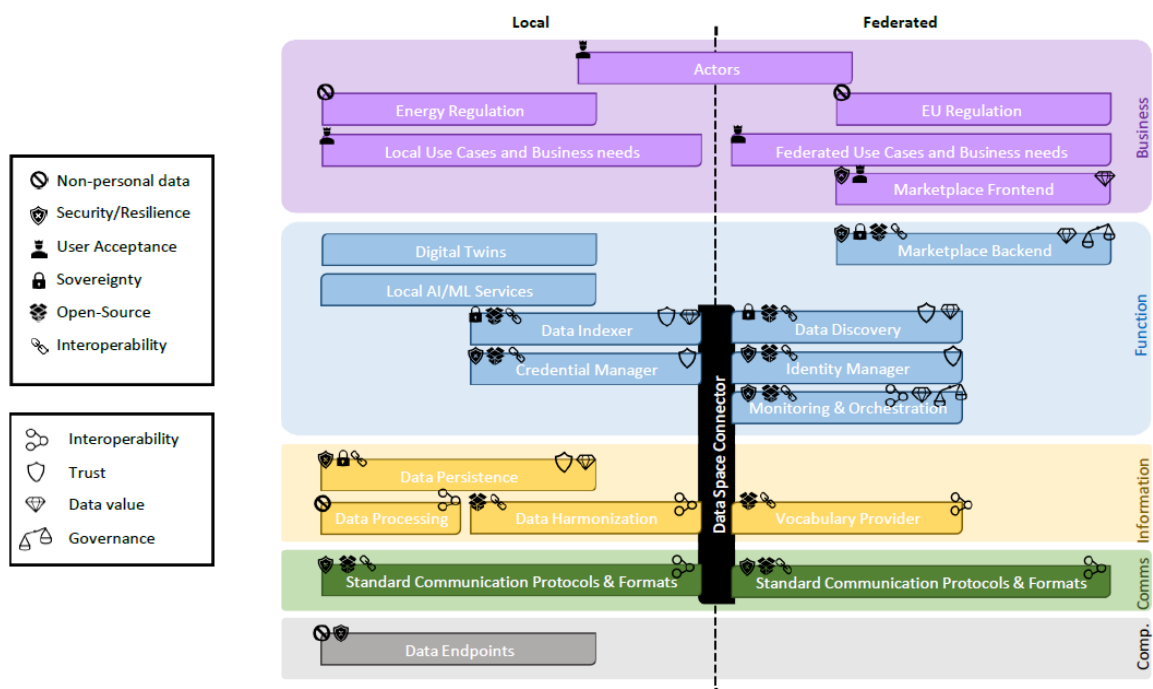 Local
Federated
Actors
Energy Regulation
EU Regulation
Local Use Cases and Business needs
Federated Use Cases and Business needs
Marketplace Frontend
Business
Non-personal data
Security/Resilience
User Acceptance
Sovereignty
Open-Source
Interoperability
Interoperability
Trust
Data value
Governance
Digital Twins
Marketplace Backend
Local AI/ML Services
Data Indexer
Data Discovery
Credential Manager
Identity Manager
Monitoring & Orchestration
Function
Data Space Connector
Data Persistence
Data Processing
Data Harmonization
Vocabulary Provider
Information
Standard Communication Protocols & Formats
Standard Communication Protocols & Formats
Comms
Data Endpoints
Comp.